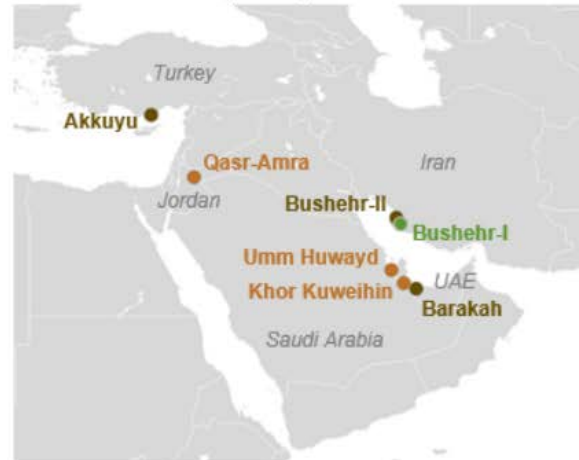 Turkey
Akkuyu
Qasr-Amra
Iran
Jordan
Bushehr-II
Bushehr-I
Umm Huwayd
UAE
Khor Kuweihin
Barakah
Saudi Arabia